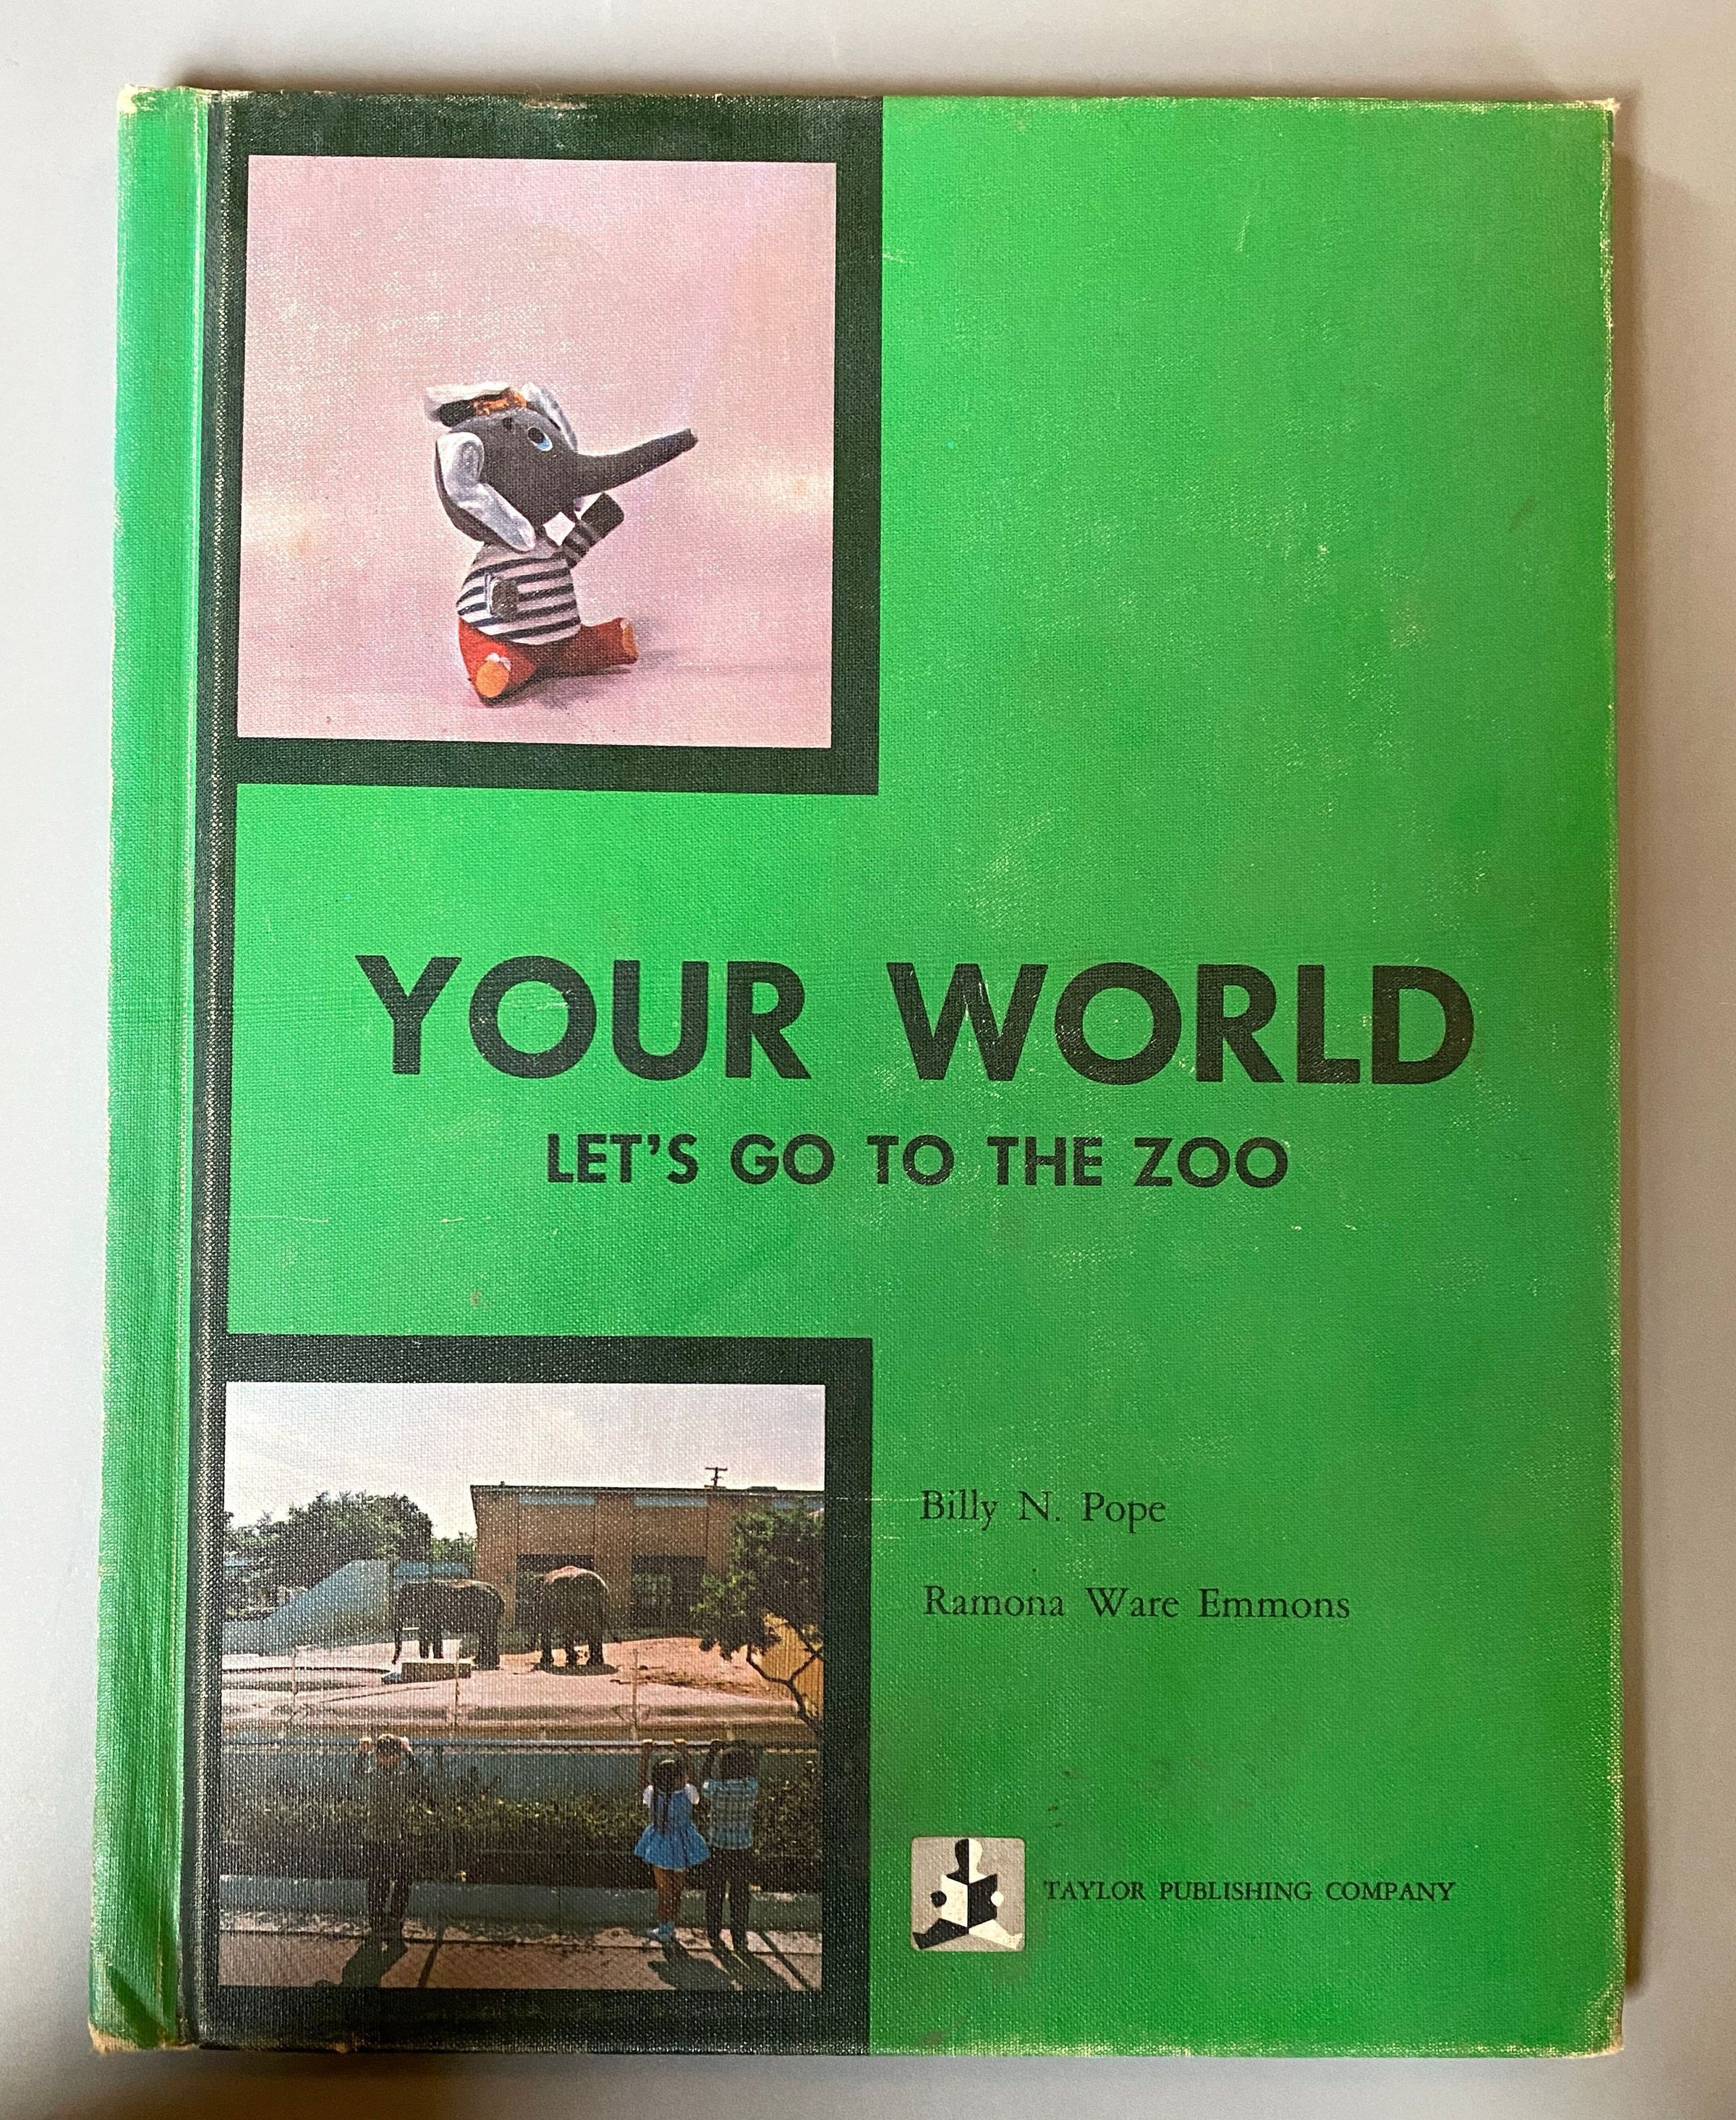 YOUR WORLD
LET'S GO TO THE ZOO
Billy N. Pope
Ramona Ware Emmons
TAYLOR PUBLISHING COMPANY